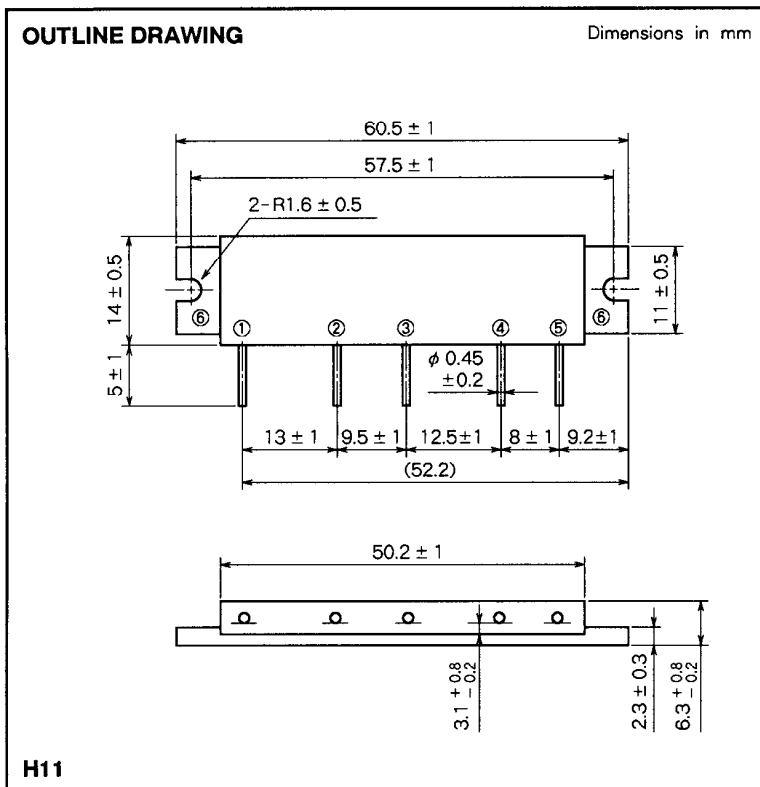 OUTLINE DRAWING
Dimensions in mm
60.5 ± 1
57.5 ± 1
2-R1.6 ± 0.5
14 ± 0.5
11 ± 0.5
⑥ ① ② ③ ④ ⑤ ⑥
5 ± 1
ϕ 0.45
±0.2
13 ± 1 9.5 ± 1 12.5±1 8 ± 1 9.2±1
(52.2)
50.2 ± 1
3.1 +0.8 -0.2
2.3 ± 0.3
6.3 +0.8 -0.2
H11